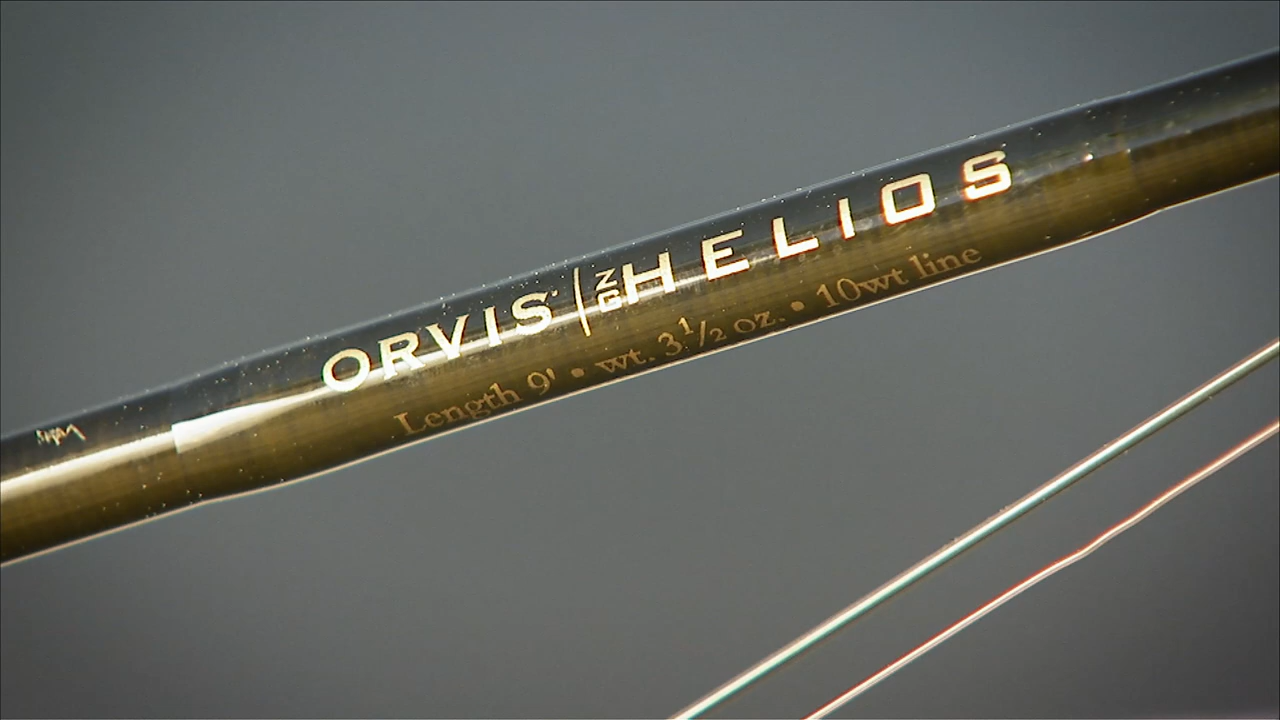 ORVIS ZG HELIOS
Length 9' • wt. 3 1/2 oz. • 10wt line